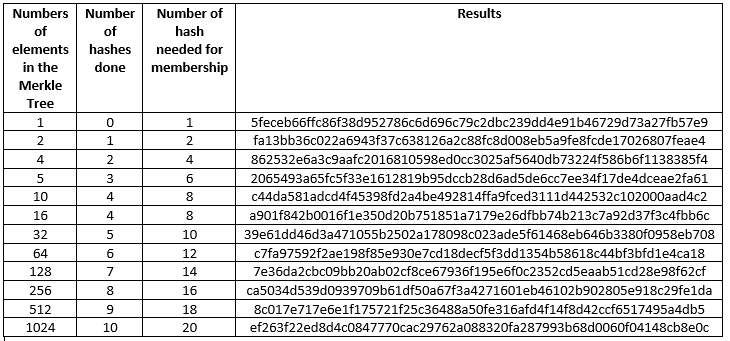 Numbers of elements in the Merkle Tree | Number of hashes done | Number of hash needed for membership | Results
1 | 0 | 1 | 5feceb66ffc86f38d952786c6d696c79c2dbc239dd4e91b46729d73a27fb57e9
2 | 1 | 2 | fa13bb36c022a6943f37c638126a2c88fc8d008eb5a9fe8fcde17026807feae4
4 | 2 | 4 | 862532e6a3c9aafc2016810598ed0cc3025af5640db73224f586b6f1138385f4
5 | 3 | 6 | 2065493a65fc5f33e1612819b95dccb28d6ad5de6cc7ee34f17de4dceae2fa61
10 | 4 | 8 | c44da581adcd4f45398fd2a4be492814ffa9fced3111d442532c102000aad4c2
16 | 4 | 8 | a901f842b0016f1e350d20b751851a7179e26dfbb74b213c7a92d37f3c4fbb6c
32 | 5 | 10 | 39e61dd46d3a471055b2502a178098c023ade5f61468eb646b3380f0958eb708
64 | 6 | 12 | c7fa97592f2ae198f85e930e7cd18decf5f3dd1354b58618c44bf3bfd1e4ca18
128 | 7 | 14 | 7e36da2cbc09bb20ab02cf8ce67936f195e6f0c2352cd5eaab51cd28e98f62cf
256 | 8 | 16 | ca5034d539d0939709b61df50a67f3a4271601eb46102b902805e918c29fe1da
512 | 9 | 18 | 8c017e717e6e1f175721f25c36488a50fe316afd4f14f8d42ccf6517495a4db5
1024 | 10 | 20 | ef263f22ed8d4c0847770cac29762a088320fa287993b68d0060f04148cb8e0c